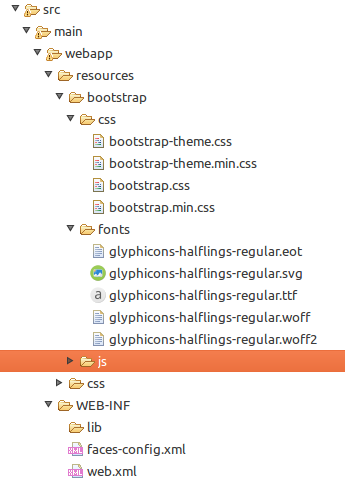 src
main
webapp
resources
bootstrap
css
bootstrap-theme.css
bootstrap-theme.min.css
bootstrap.css
bootstrap.min.css
fonts
glyphicons-halflings-regular.eot
glyphicons-halflings-regular.svg
a glyphicons-halflings-regular.ttf
glyphicons-halflings-regular.woff
glyphicons-halflings-regular.woff2
js
css
WEB-INF
lib
faces-config.xml
web.xml